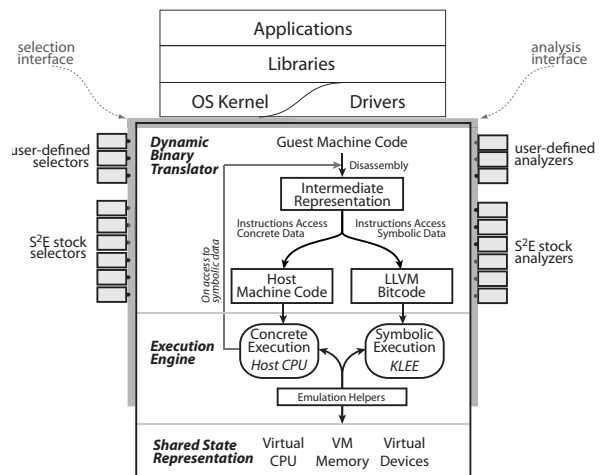 Applications
selection
interface
analysis
interface
Libraries
OS Kernel
Drivers
user-defined
selectors
Dynamic
Binary
Translator
Guest Machine Code
user-defined
analyzers
Disassembly
Intermediate
Representation
Instructions Access
Concrete Data
Instructions Access
Symbolic Data
S²E stock
selectors
S²E stock
analyzers
On access to
symbolic data
Host
Machine Code
LLVM
Bitcode
Execution
Engine
Concrete
Execution
Host CPU
Symbolic
Execution
KLEE
Emulation Helpers
Shared State
Representation
Virtual
CPU
VM
Memory
Virtual
Devices